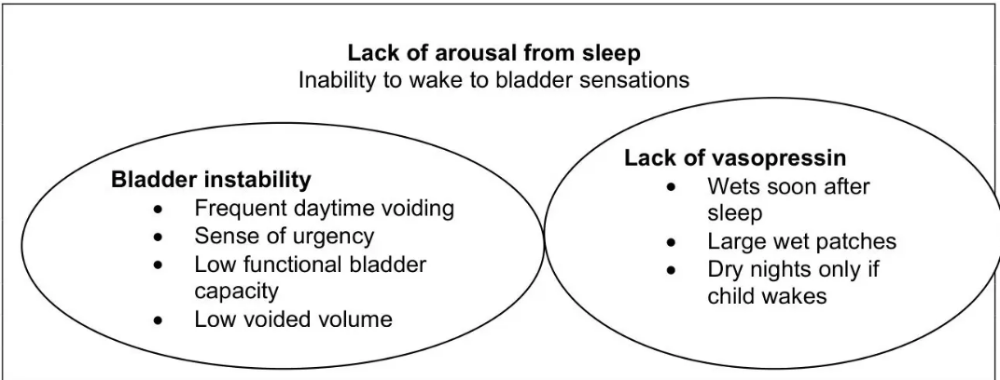 Lack of arousal from sleep
Inability to wake to bladder sensations
Bladder instability
• Frequent daytime voiding
• Sense of urgency
• Low functional bladder
capacity
• Low voided volume
Lack of vasopressin
• Wets soon after
sleep
• Large wet patches
• Dry nights only if
child wakes